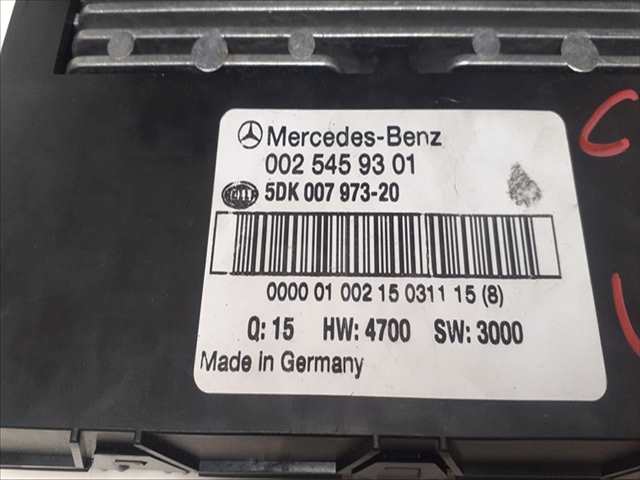 Mercedes-Benz
002 545 93 01
5DK 007 973-20
0000 01 002 15 0311 15 (8)
Q: 15 HW: 4700 SW: 3000
Made in Germany